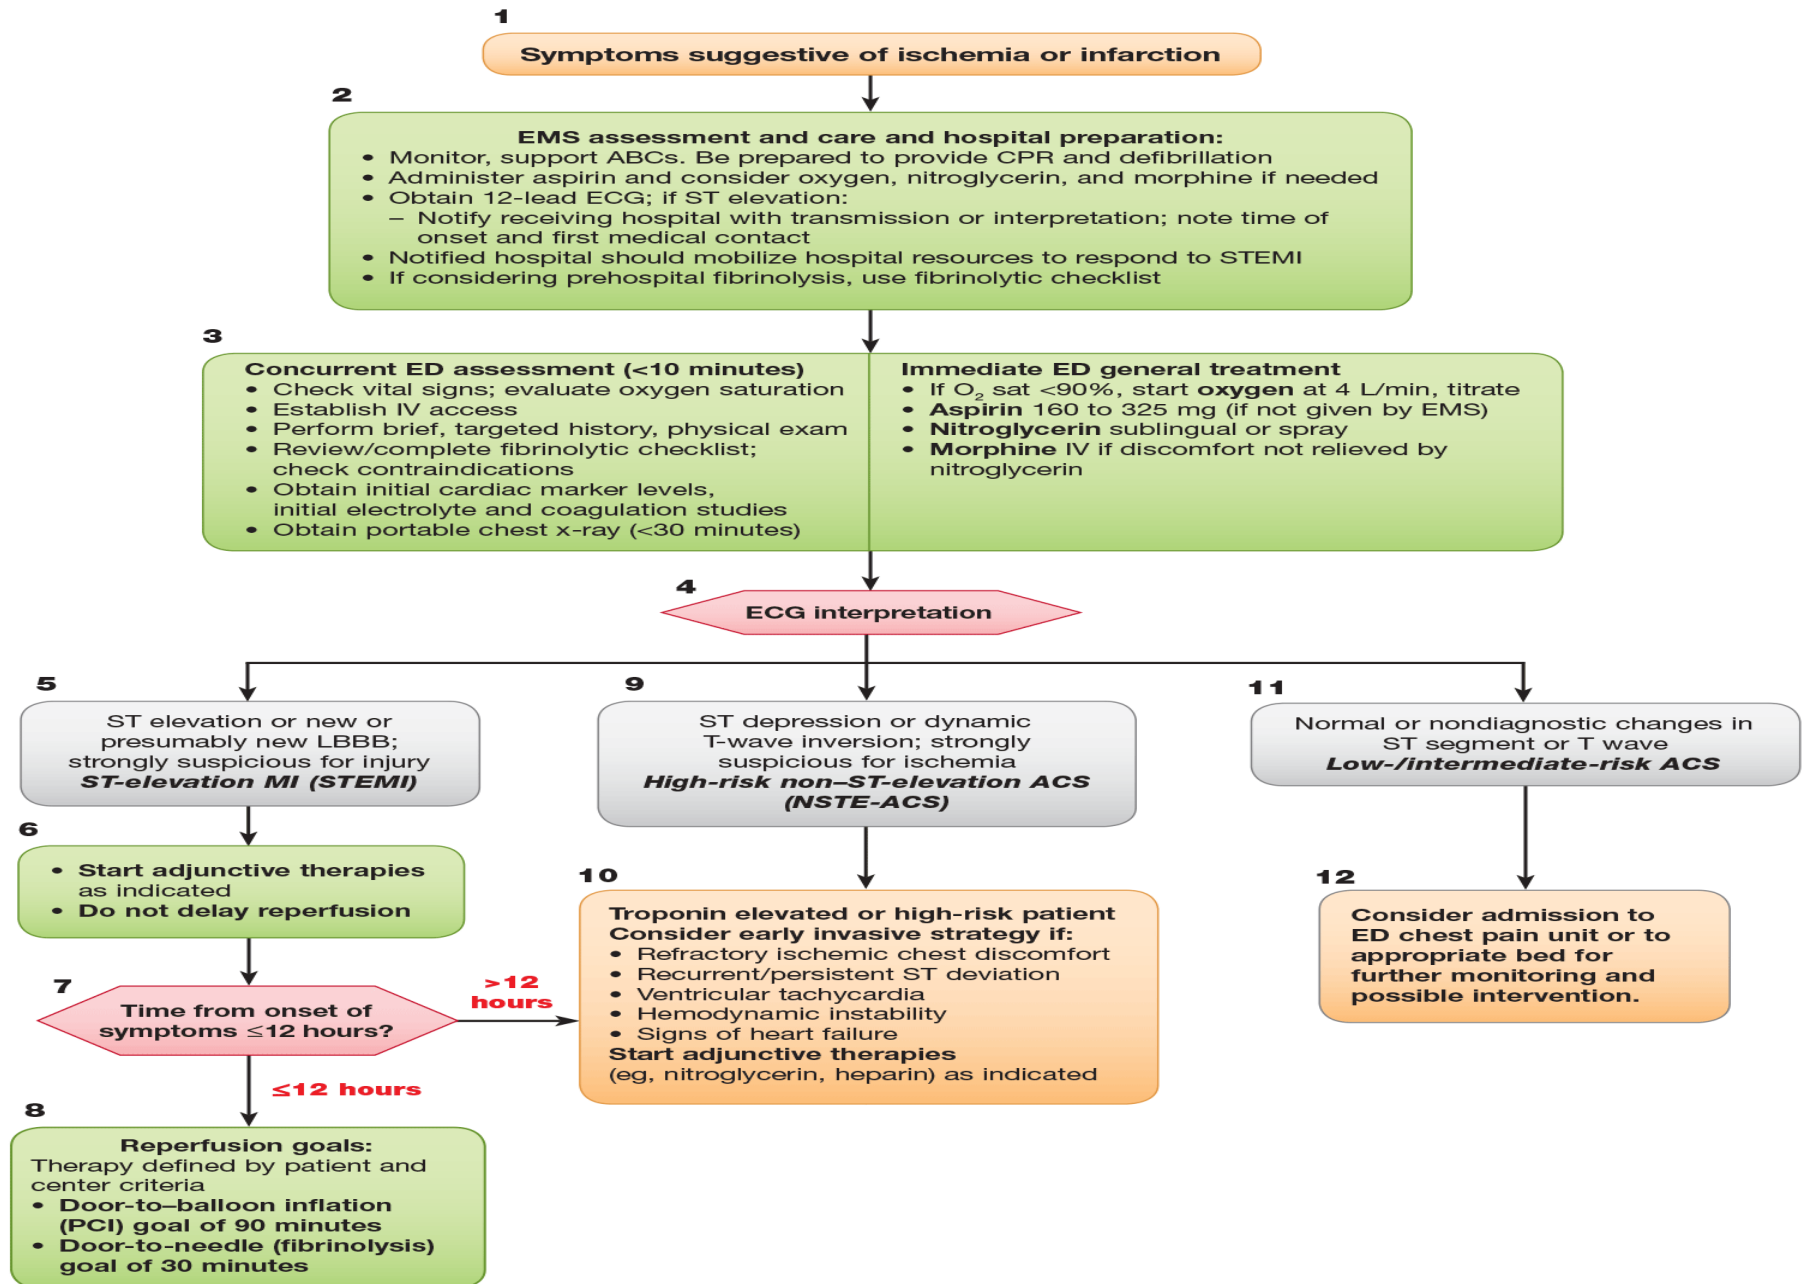 1
Symptoms suggestive of ischemia or infarction
2
EMS assessment and care and hospital preparation:
• Monitor, support ABCs. Be prepared to provide CPR and defibrillation
• Administer aspirin and consider oxygen, nitroglycerin, and morphine if needed
• Obtain 12-lead ECG; if ST elevation:
– Notify receiving hospital with transmission or interpretation; note time of
onset and first medical contact
• Notified hospital should mobilize hospital resources to respond to STEMI
• If considering prehospital fibrinolysis, use fibrinolytic checklist
3
Concurrent ED assessment (<10 minutes)
• Check vital signs; evaluate oxygen saturation
• Establish IV access
• Perform brief, targeted history, physical exam
• Review/complete fibrinolytic checklist;
check contraindications
• Obtain initial cardiac marker levels,
initial electrolyte and coagulation studies
• Obtain portable chest x-ray (<30 minutes)
Immediate ED general treatment
• If O₂ sat <90%, start oxygen at 4 L/min, titrate
• Aspirin 160 to 325 mg (if not given by EMS)
• Nitroglycerin sublingual or spray
• Morphine IV if discomfort not relieved by
nitroglycerin
4
ECG interpretation
5
ST elevation or new or
presumably new LBBB;
strongly suspicious for injury
ST-elevation MI (STEMI)
6
• Start adjunctive therapies
as indicated
• Do not delay reperfusion
7
Time from onset of
symptoms ≤12 hours?
>12
hours
≤12 hours
8
Reperfusion goals:
Therapy defined by patient and
center criteria
• Door-to–balloon inflation
(PCI) goal of 90 minutes
• Door-to-needle (fibrinolysis)
goal of 30 minutes
9
ST depression or dynamic
T-wave inversion; strongly
suspicious for ischemia
High-risk non–ST-elevation ACS
(NSTE-ACS)
10
Troponin elevated or high-risk patient
Consider early invasive strategy if:
• Refractory ischemic chest discomfort
• Recurrent/persistent ST deviation
• Ventricular tachycardia
• Hemodynamic instability
• Signs of heart failure
Start adjunctive therapies
(eg, nitroglycerin, heparin) as indicated
11
Normal or nondiagnostic changes in
ST segment or T wave
Low-/intermediate-risk ACS
12
Consider admission to
ED chest pain unit or to
appropriate bed for
further monitoring and
possible intervention.